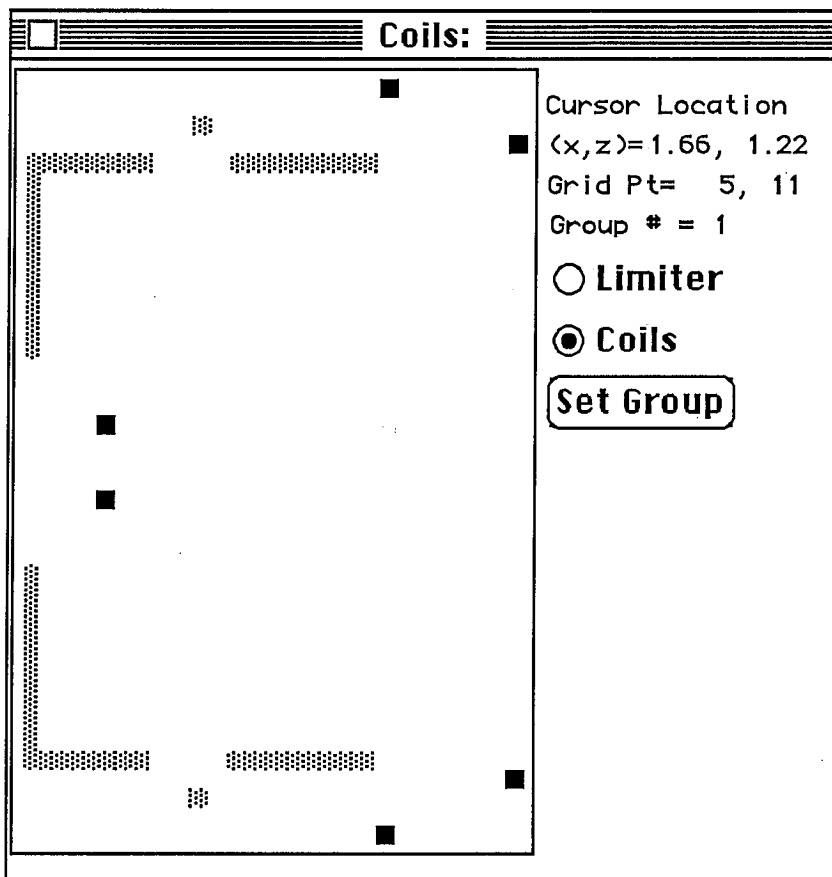 Coils:
Cursor Location
(x,z)=1.66, 1.22
Grid Pt= 5, 11
Group # = 1
Limiter
Coils
Set Group